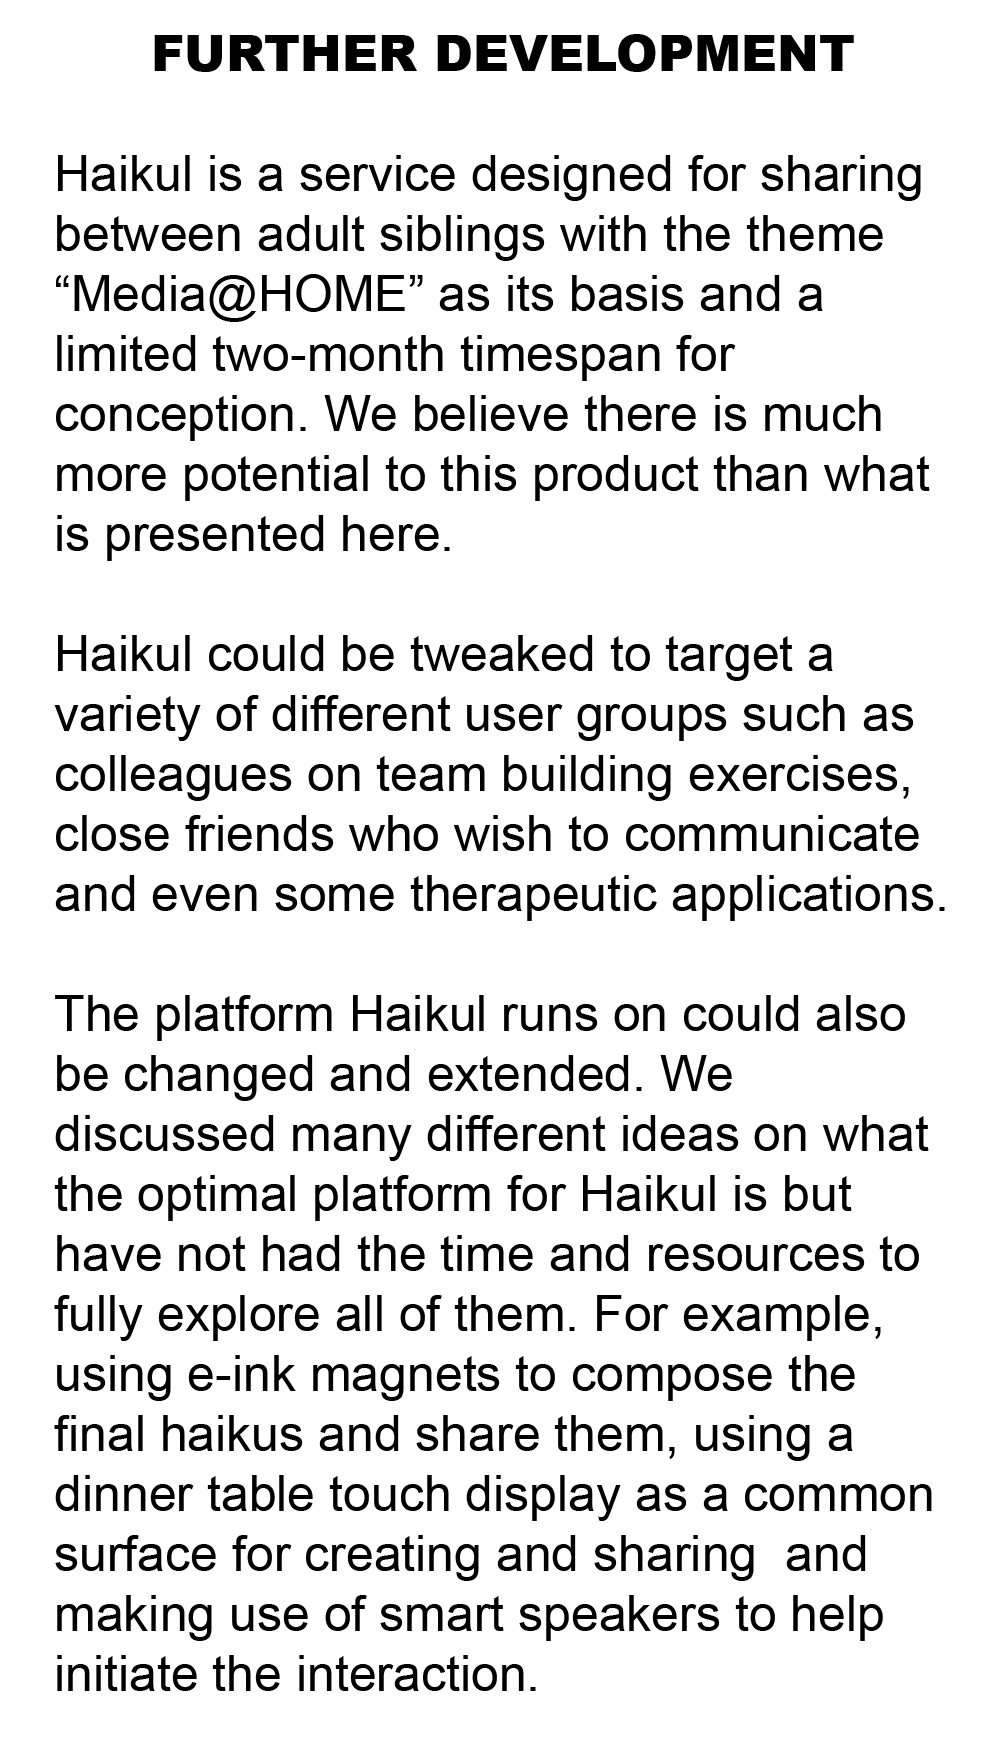 FURTHER DEVELOPMENT
Haikul is a service designed for sharing
between adult siblings with the theme
“Media@HOME” as its basis and a
limited two-month timespan for
conception. We believe there is much
more potential to this product than what
is presented here.
Haikul could be tweaked to target a
variety of different user groups such as
colleagues on team building exercises,
close friends who wish to communicate
and even some therapeutic applications.
The platform Haikul runs on could also
be changed and extended. We
discussed many different ideas on what
the optimal platform for Haikul is but
have not had the time and resources to
fully explore all of them. For example,
using e-ink magnets to compose the
final haikus and share them, using a
dinner table touch display as a common
surface for creating and sharing  and
making use of smart speakers to help
initiate the interaction.